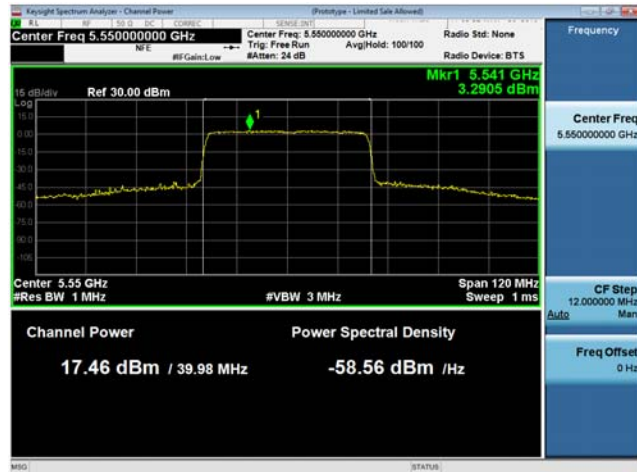 Keysight Spectrum Analyzer - Channel Power
(Prototype - Limited Sale Allowed)
RL RF 50 Ω DC CORREC SENSE:INT
Center Freq 5.550000000 GHz
NFE
#IFGain:Low
Center Freq: 5.550000000 GHz
Trig: Free Run Avg|Hold: 100/100
#Atten: 24 dB
Radio Std: None
Radio Device: BTS
Mkr1 5.541 GHz
3.2905 dBm
15 dB/div Ref 30.00 dBm
Log
15.0
0.00
-15.0
-30.0
-45.0
-60.0
-75.0
-90.0
-105
1
Center 5.55 GHz Span 120 MHz
#Res BW 1 MHz #VBW 3 MHz Sweep 1 ms
Channel Power
17.46 dBm / 39.98 MHz
Power Spectral Density
-58.56 dBm /Hz
Frequency
Center Freq
5.550000000 GHz
CF Step
12.000000 MHz
Auto Man
Freq Offset
0 Hz
MSG STATUS